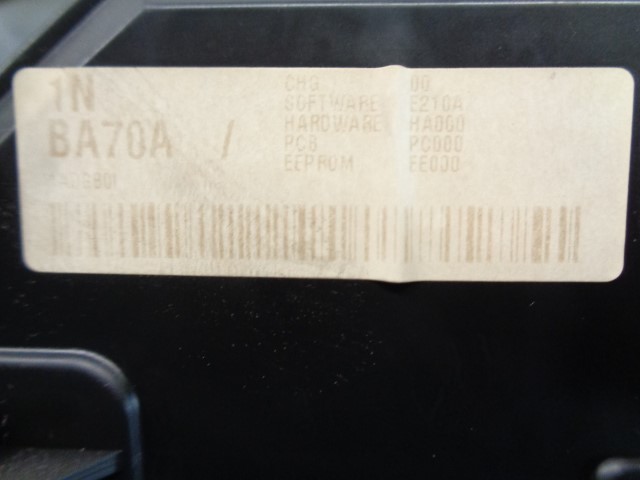 1N
BA70A /
CHG 00
SOFTWARE E210A
HARDWARE HA000
PCB PC000
EEPROM EE000